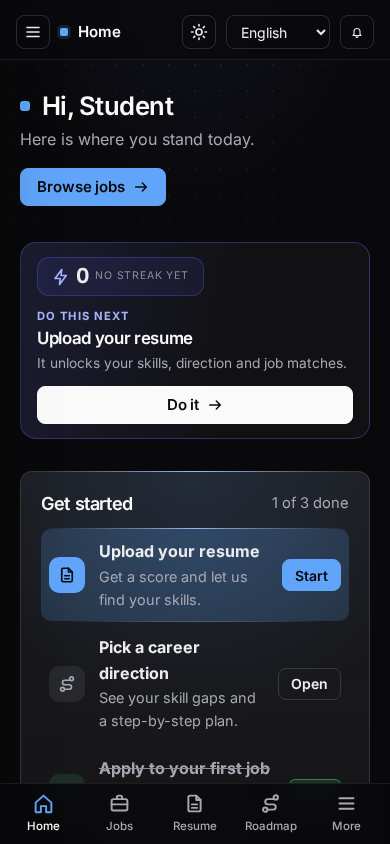 Home
English
Hi, Student
Here is where you stand today.
Browse jobs →
0 NO STREAK YET
DO THIS NEXT
Upload your resume
It unlocks your skills, direction and job matches.
Do it →
Get started
1 of 3 done
Upload your resume
Get a score and let us
find your skills.
Start
Pick a career
direction
See your skill gaps and
a step-by-step plan.
Open
Apply to your first job
Home
Jobs
Resume
Roadmap
More